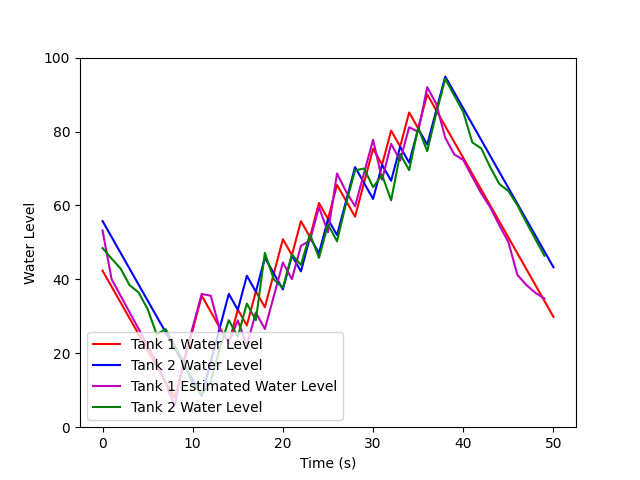 100
80
60
40
20
0
Water Level
Tank 1 Water Level
Tank 2 Water Level
Tank 1 Estimated Water Level
Tank 2 Water Level
0 10 20 30 40 50
Time (s)